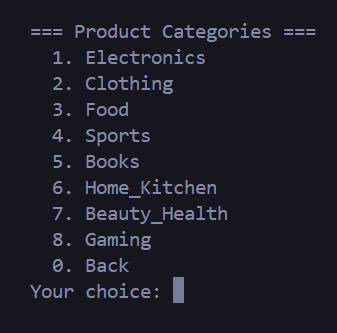 === Product Categories ===
1. Electronics
2. Clothing
3. Food
4. Sports
5. Books
6. Home_Kitchen
7. Beauty_Health
8. Gaming
0. Back
Your choice: